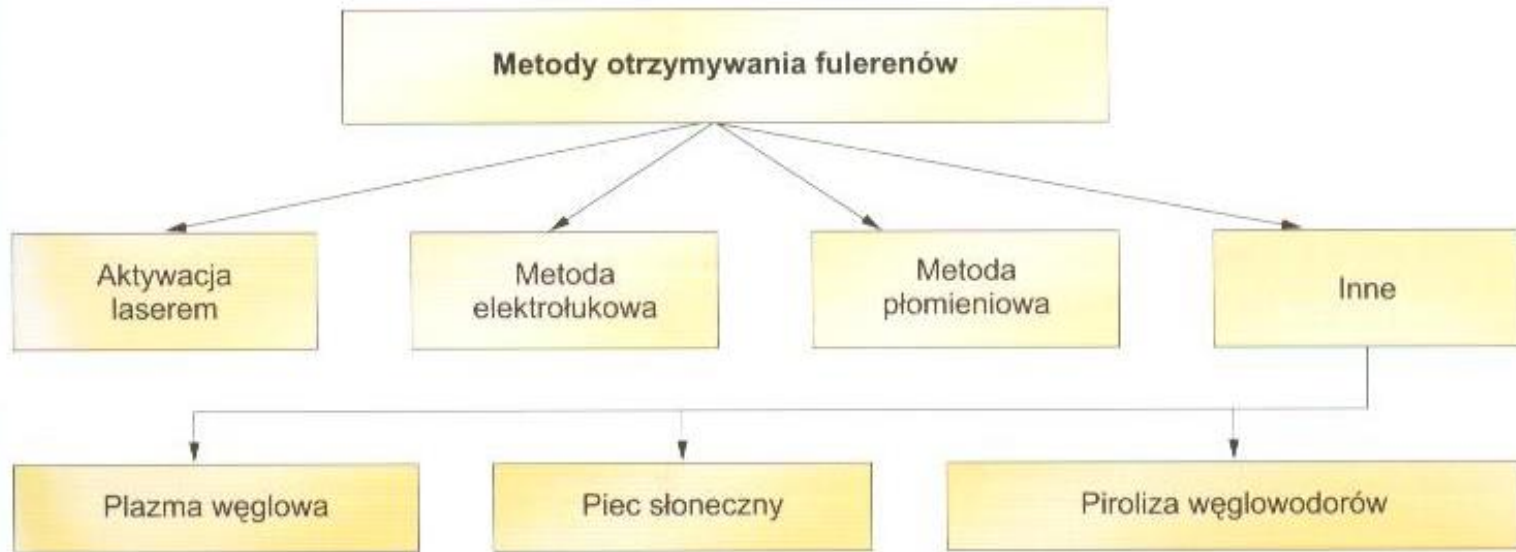 Metody otrzymywania fulerenów
Aktywacja
laserem
Metoda
elektrołukowa
Metoda
płomieniowa
Inne
Plazma węglowa
Piec słoneczny
Piroliza węglowodorów